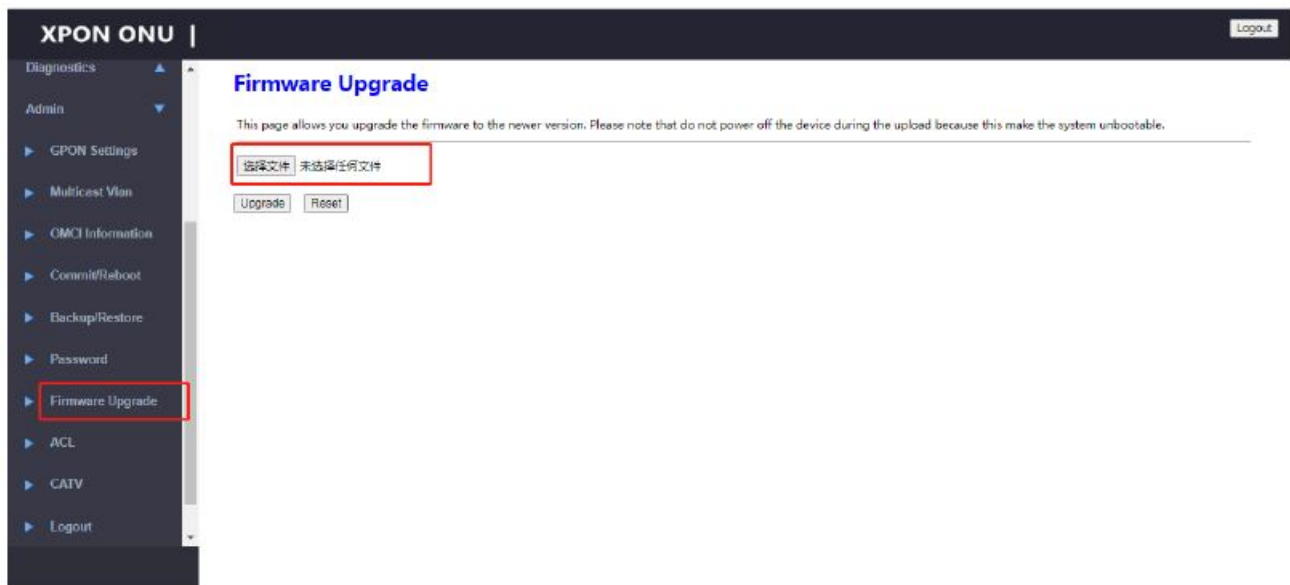 XPON ONU |
Logout
Diagnostics
Admin
GPON Settings
Multicast Vlan
OMCI Information
Commit/Reboot
Backup/Restore
Password
Firmware Upgrade
ACL
CATV
Logout
Firmware Upgrade
This page allows you upgrade the firmware to the newer version. Please note that do not power off the device during the upload because this make the system unbootable.
选择文件 未选择任何文件
Upgrade Reset